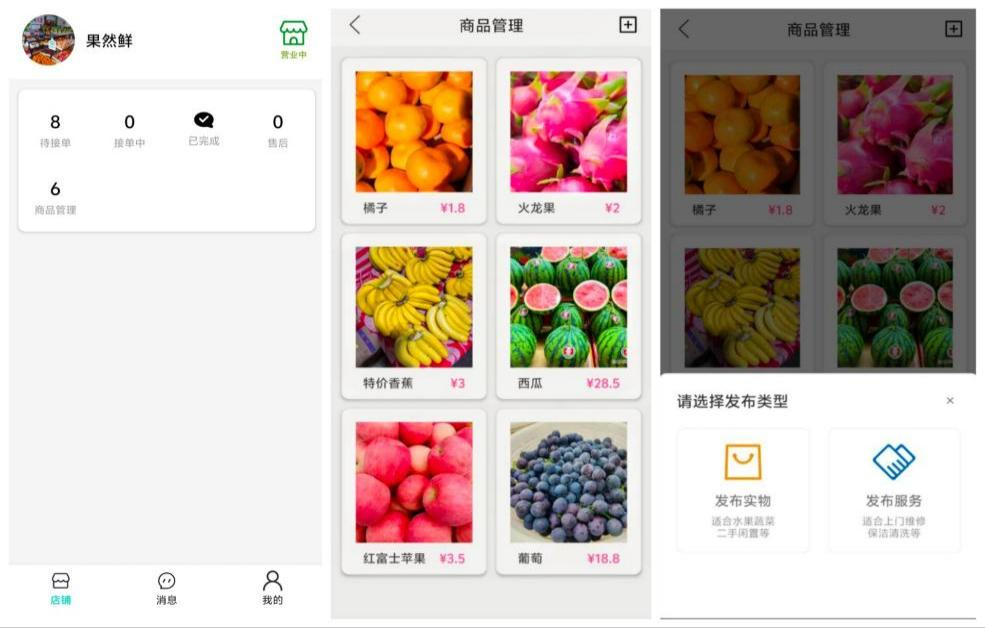 果然鲜
营业中
8
0
0
待接单
接单中
已完成
售后
6
商品管理
店铺
消息
我的
商品管理
橘子
¥1.8
火龙果
¥2
特价香蕉
¥3
西瓜
¥28.5
红富士苹果
¥3.5
葡萄
¥18.8
商品管理
橘子
¥1.8
火龙果
¥2
请选择发布类型
×
发布实物
适合水果蔬菜
二手闲置等
发布服务
适合上门维修
保洁清洗等